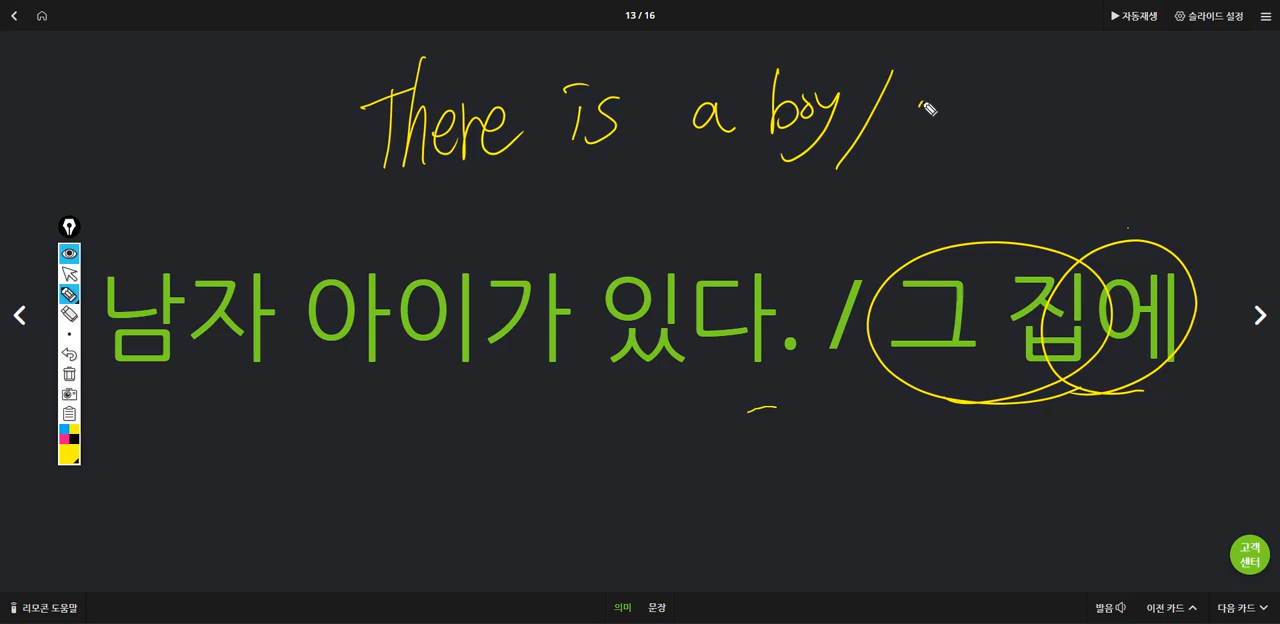 13 / 16
자동재생
슬라이드 설정
There is a boy /
남자 아이가 있다. / 그 집에
고객
센터
리모콘 도움말
의미
문장
발음
이전 카드
다음 카드